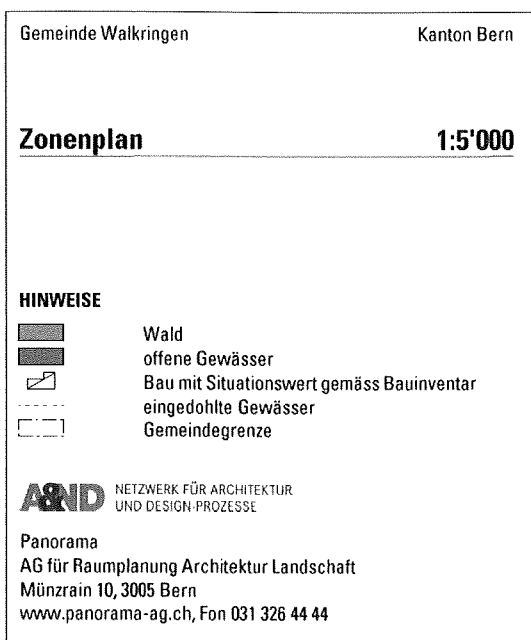 Gemeinde Walkringen Kanton Bern
Zonenplan 1:5'000
HINWEISE
Wald
offene Gewässer
Bau mit Situationswert gemäss Bauinventar
eingedohlte Gewässer
Gemeindegrenze
A&ND NETZWERK FÜR ARCHITEKTUR
UND DESIGN-PROZESSE
Panorama
AG für Raumplanung Architektur Landschaft
Münzrain 10, 3005 Bern
www.panorama-ag.ch, Fon 031 326 44 44